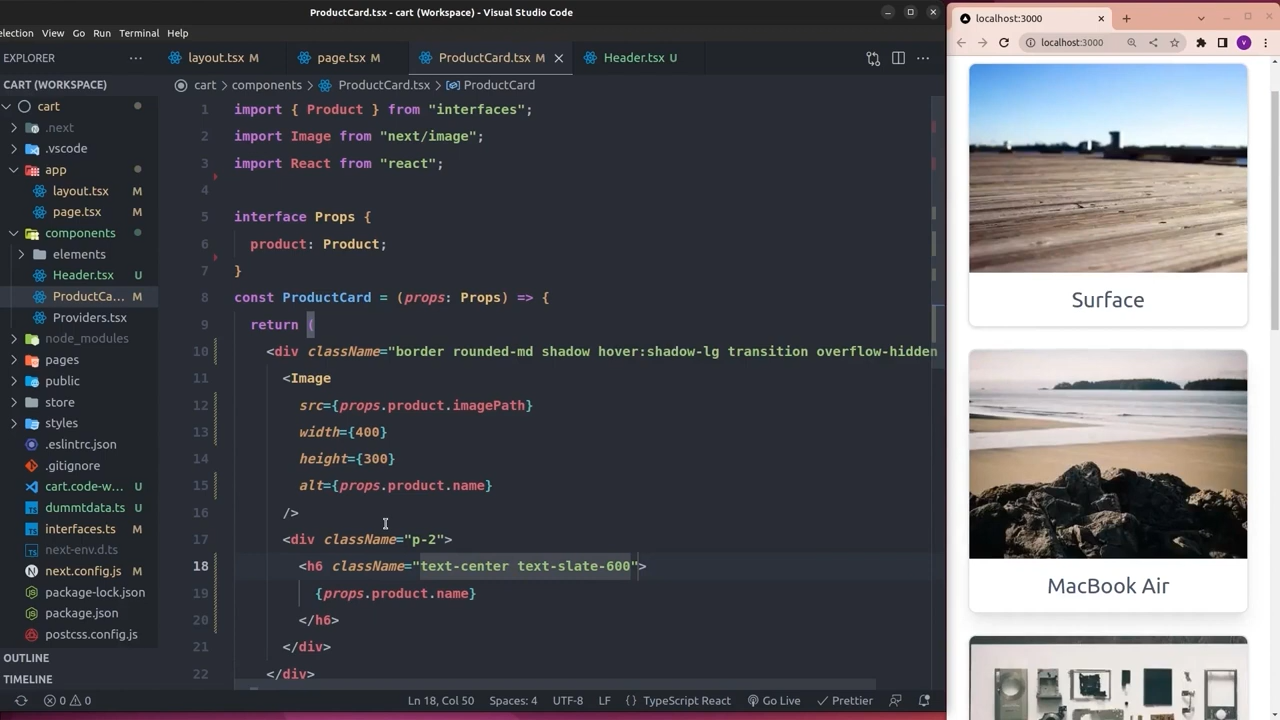 ProductCard.tsx - cart (Workspace) - Visual Studio Code
election View Go Run Terminal Help
EXPLORER
layout.tsx M
page.tsx M
ProductCard.tsx M
Header.tsx U
CART (WORKSPACE)
cart > components > ProductCard.tsx > ProductCard
cart
.next
.vscode
app
layout.tsx M
page.tsx M
components
elements
Header.tsx U
ProductCa... M
Providers.tsx
node_modules
pages
public
store
styles
.eslintrc.json
.gitignore
cart.code-w... U
dummtdata.ts U
interfaces.ts M
next-env.d.ts
next.config.js M
package-lock.json
package.json
postcss.config.js
OUTLINE
TIMELINE
1 import { Product } from "interfaces";
2 import Image from "next/image";
3 import React from "react";
4
5 interface Props {
6 product: Product;
7 }
8 const ProductCard = (props: Props) => {
9 return (
10 <div className="border rounded-md shadow hover:shadow-lg transition overflow-hidden
11 <Image
12 src={props.product.imagePath}
13 width={400}
14 height={300}
15 alt={props.product.name}
16 />
17 <div className="p-2">
18 <h6 className="text-center text-slate-600">
19 {props.product.name}
20 </h6>
21 </div>
22 </div>
0 0
Ln 18, Col 50 Spaces: 4 UTF-8 LF TypeScript React Go Live Prettier
localhost:3000
localhost:3000
V
Surface
MacBook Air